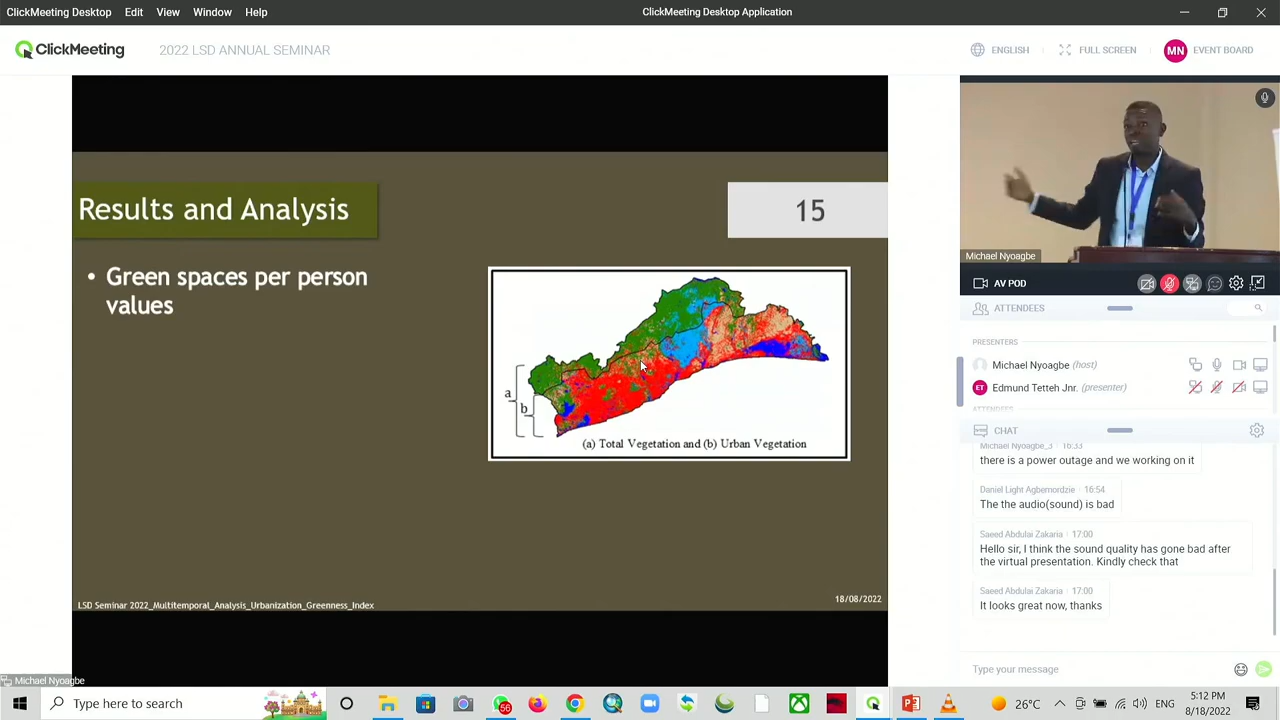 ClickMeeting Desktop Edit View Window Help
ClickMeeting Desktop Application
ClickMeeting
2022 LSD ANNUAL SEMINAR
ENGLISH
FULL SCREEN
MN
EVENT BOARD
Results and Analysis
15
• Green spaces per person
values
a
b
(a) Total Vegetation and (b) Urban Vegetation
LSD Seminar 2022_Multitemporal_Analysis_Urbanization_Greenness_Index
18/08/2022
Michael Nyoagbe
Michael Nyoagbe
AV POD
ATTENDEES
PRESENTERS
Michael Nyoagbe (host)
ET
Edmund Tetteh Jnr. (presenter)
ATTENDEES
CHAT
Michael Nyoagbe_3 16:33
there is a power outage and we working on it
Daniel Light Agbemordzie 16:54
The the audio(sound) is bad
Saeed Abdulai Zakaria 17:00
Hello sir, I think the sound quality has gone bad after
the virtual presentation. Kindly check that
Saeed Abdulai Zakaria 17:00
It looks great now, thanks
Type your message
Type here to search
66
26°C
ENG
5:12 PM
8/18/2022